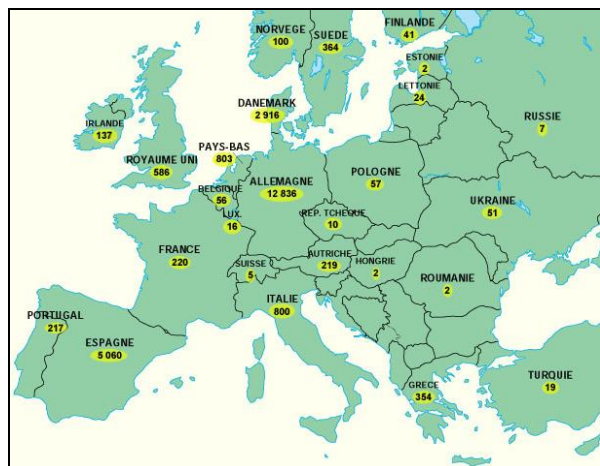 NORVEGE
100
SUEDE
364
FINLANDE
41
ESTONIE
2
LETTONIE
24
RUSSIE
7
DANEMARK
2 916
IRLANDE
137
ROYAUME UNI
586
PAYS-BAS
803
BELGIQUE
56
LUX.
16
ALLEMAGNE
12 836
POLOGNE
57
UKRAINE
51
REP. TCHEQUE
10
FRANCE
220
SUISSE
5
AUTRICHE
219
HONGRIE
2
ROUMANIE
2
ITALIE
800
PORTUGAL
217
ESPAGNE
5 060
GRECE
354
TURQUIE
19